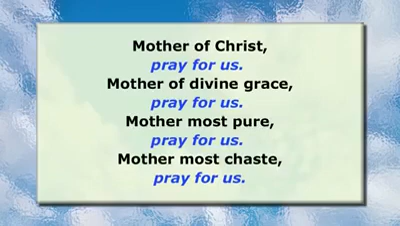 Mother of Christ,
pray for us.
Mother of divine grace,
pray for us.
Mother most pure,
pray for us.
Mother most chaste,
pray for us.